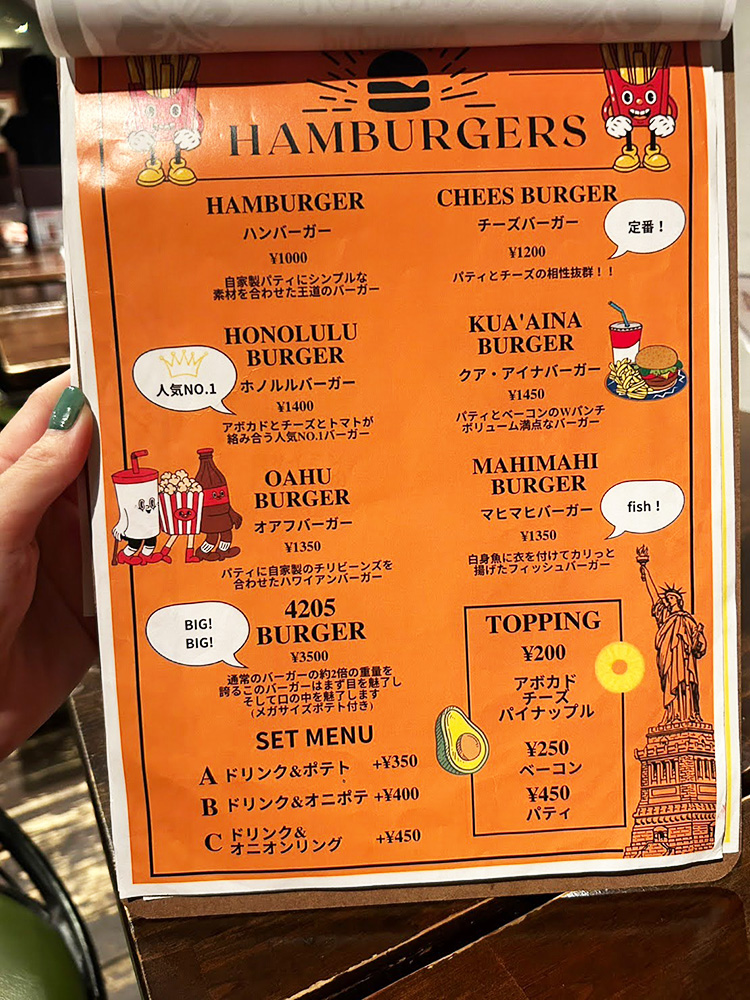 HAMBURGERS
HAMBURGER
ハンバーガー
¥1000
自家製パティにシンプルな
素材を合わせた王道のバーガー
CHEES BURGER
チーズバーガー
¥1200
パティとチーズの相性抜群!!
定番!
HONOLULU
BURGER
ホノルルバーガー
¥1400
アボカドとチーズとトマトが
絡み合う人気NO.1バーガー
人気NO.1
KUA'AINA
BURGER
クア・アイナバーガー
¥1450
パティとベーコンのWパンチ
ボリューム満点なバーガー
OAHU
BURGER
オアフバーガー
¥1350
パティに自家製のチリビーンズを
合わせたハワイアンバーガー
MAHIMAHI
BURGER
マヒマヒバーガー
¥1350
白身魚に衣を付けてカリっと
揚げたフィッシュバーガー
fish!
BIG!
BIG!
4205
BURGER
¥3500
通常のバーガーの約2倍の重量を
誇るこのバーガーはまず目を魅了し
そして口の中を魅了します
(メガサイズポテト付き)
SET MENU
A ドリンク&ポテト +¥350
B ドリンク&オニポテ +¥400
C ドリンク&
オニオンリング +¥450
TOPPING
¥200
アボカド
チーズ
パイナップル
¥250
ベーコン
¥450
パティ